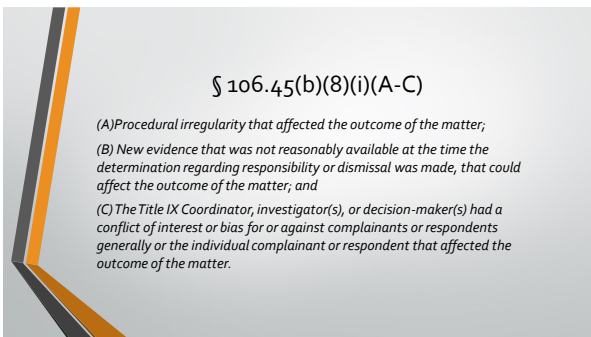 § 106.45(b)(8)(i)(A-C)
(A)Procedural irregularity that affected the outcome of the matter;
(B) New evidence that was not reasonably available at the time the
determination regarding responsibility or dismissal was made, that could
affect the outcome of the matter; and
(C) The Title IX Coordinator, investigator(s), or decision-maker(s) had a
conflict of interest or bias for or against complainants or respondents
generally or the individual complainant or respondent that affected the
outcome of the matter.